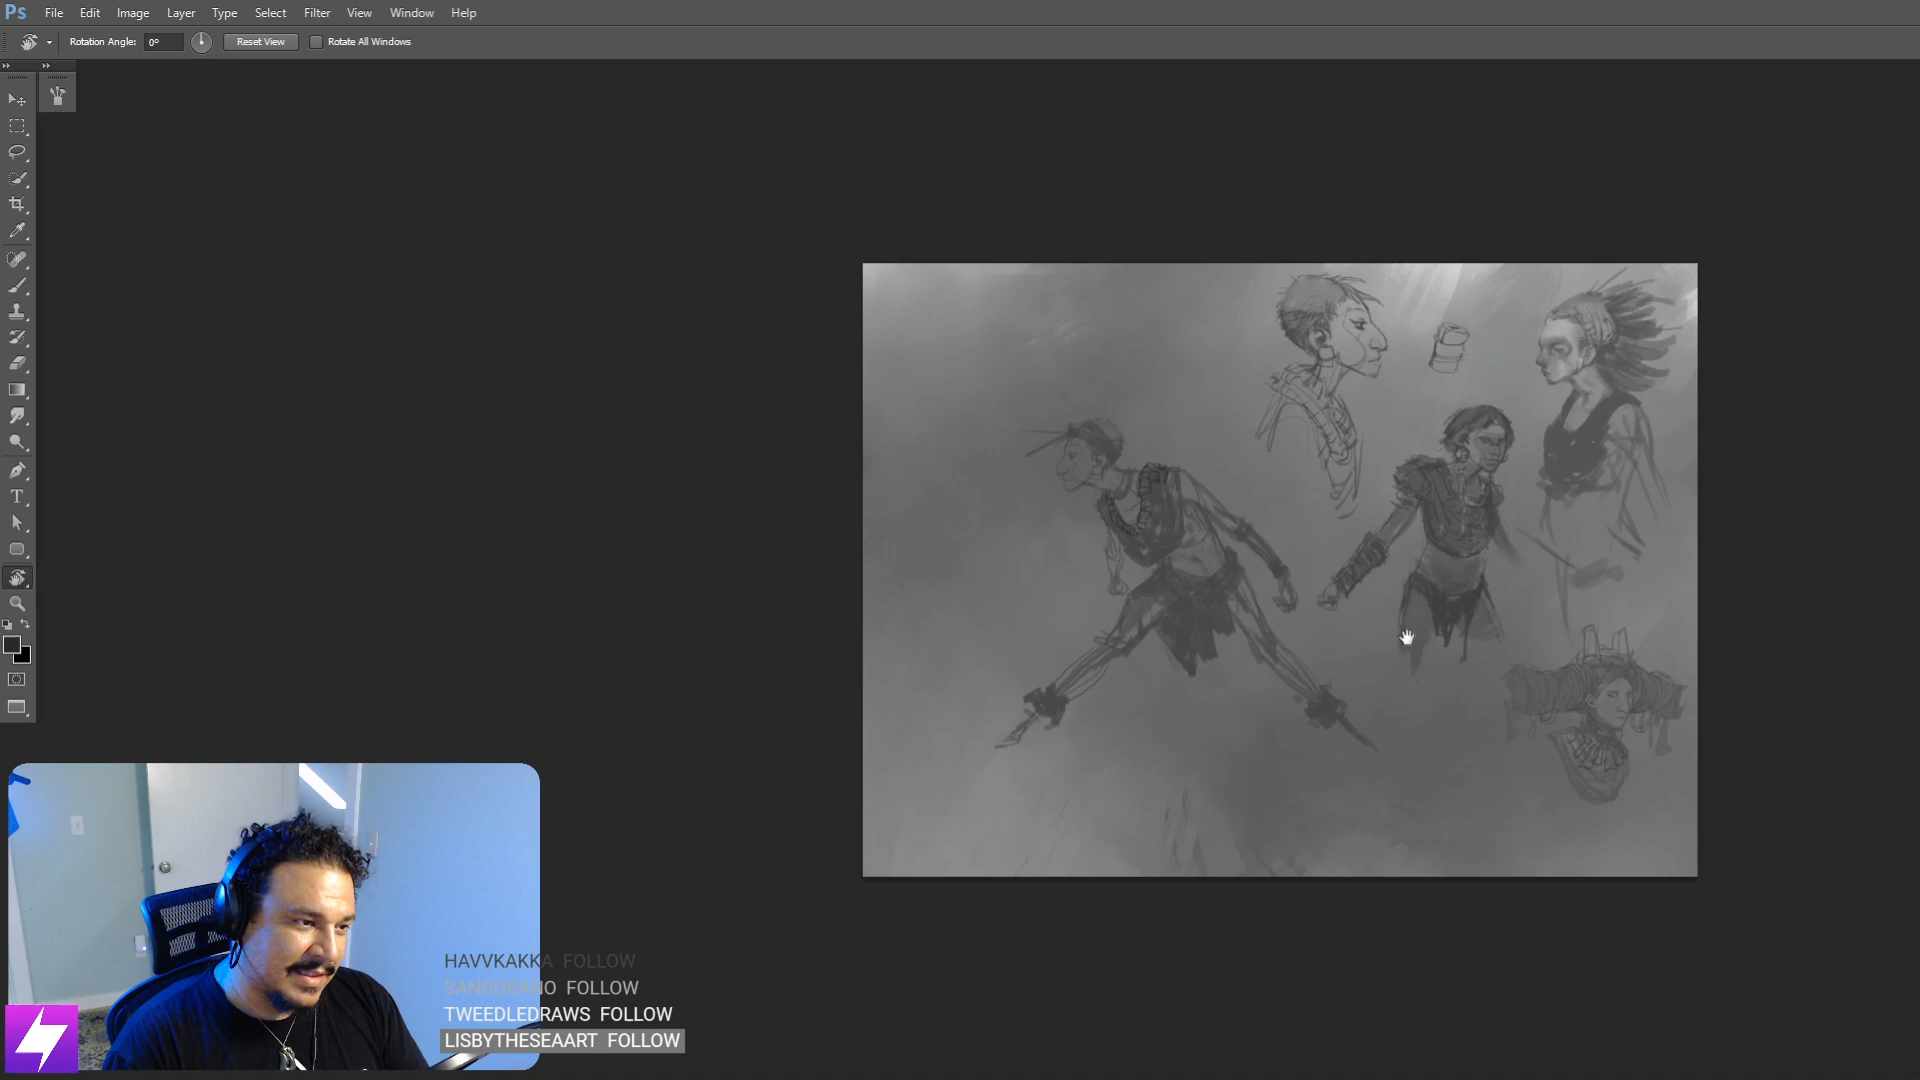 Ps File Edit Image Layer Type Select Filter View Window Help
Rotation Angle: 0° Reset View Rotate All Windows
T
HAVVKAKKA FOLLOW
SANDORANO FOLLOW
TWEEDLEDRAWS FOLLOW
LISBYTHESEAART FOLLOW